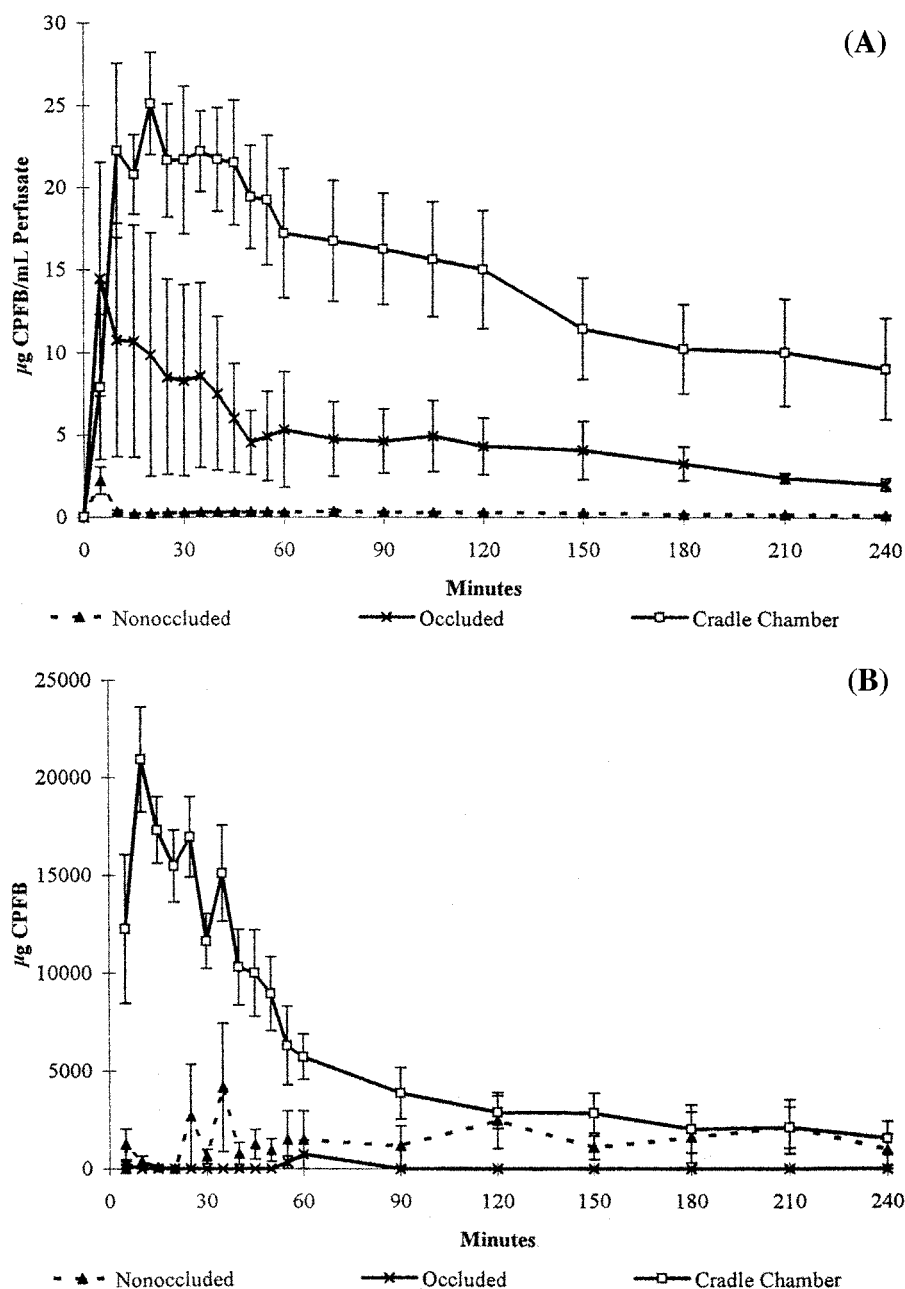 (A)
30
25
20
15
10
5
0
µg CPFB/mL Perfusate
0 30 60 90 120 150 180 210 240
Minutes
Nonoccluded Occluded Cradle Chamber
(B)
25000
20000
15000
10000
5000
0
µg CPFB
0 30 60 90 120 150 180 210 240
Minutes
Nonoccluded Occluded Cradle Chamber